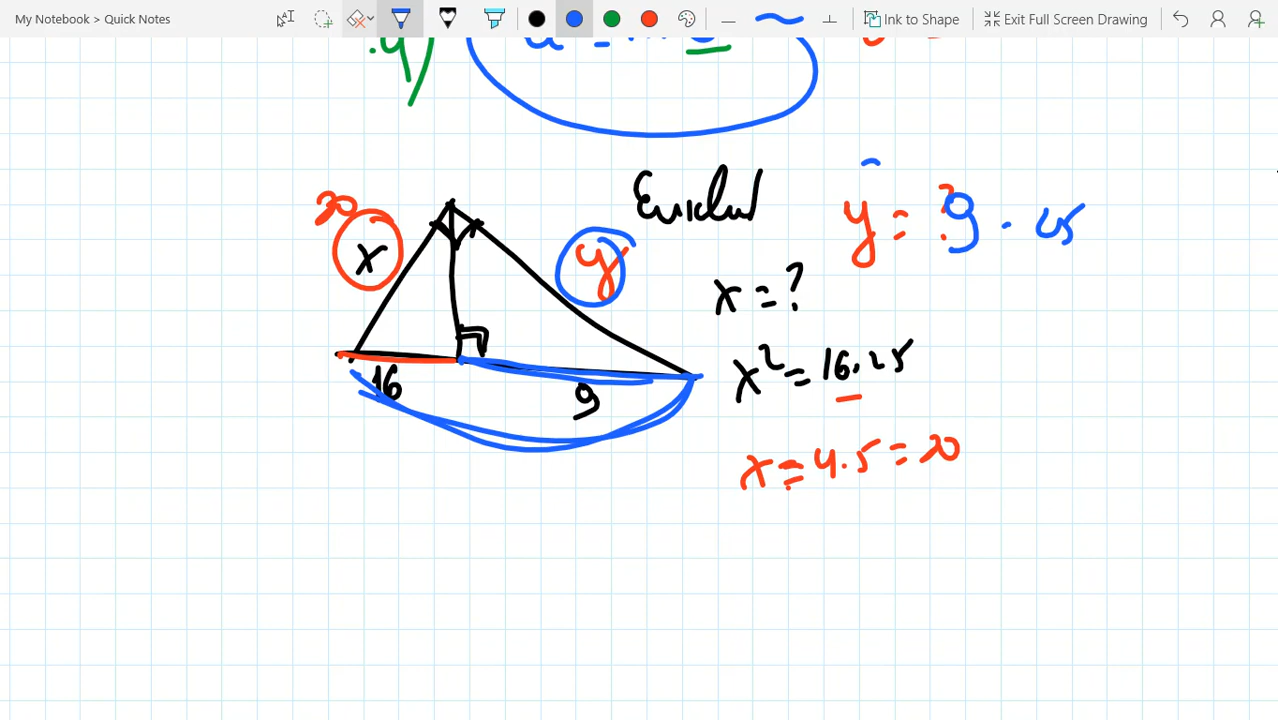 My Notebook > Quick Notes
Ink to Shape
Exit Full Screen Drawing
Euclid
y = ? 9 · 25
20
x
y
x = ?
x² = 16.25
16
9
x = 4.5 = 20